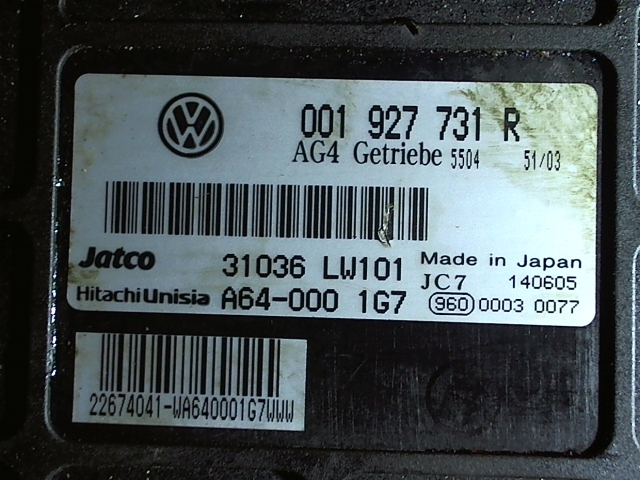 001 927 731 R
AG4 Getriebe 5504 51/03
Jatco 31036 LW101 Made in Japan
JC7 140605
HitachiUnisia A64-000 1G7 960 0003 0077
22674041-WA640001G7WWW